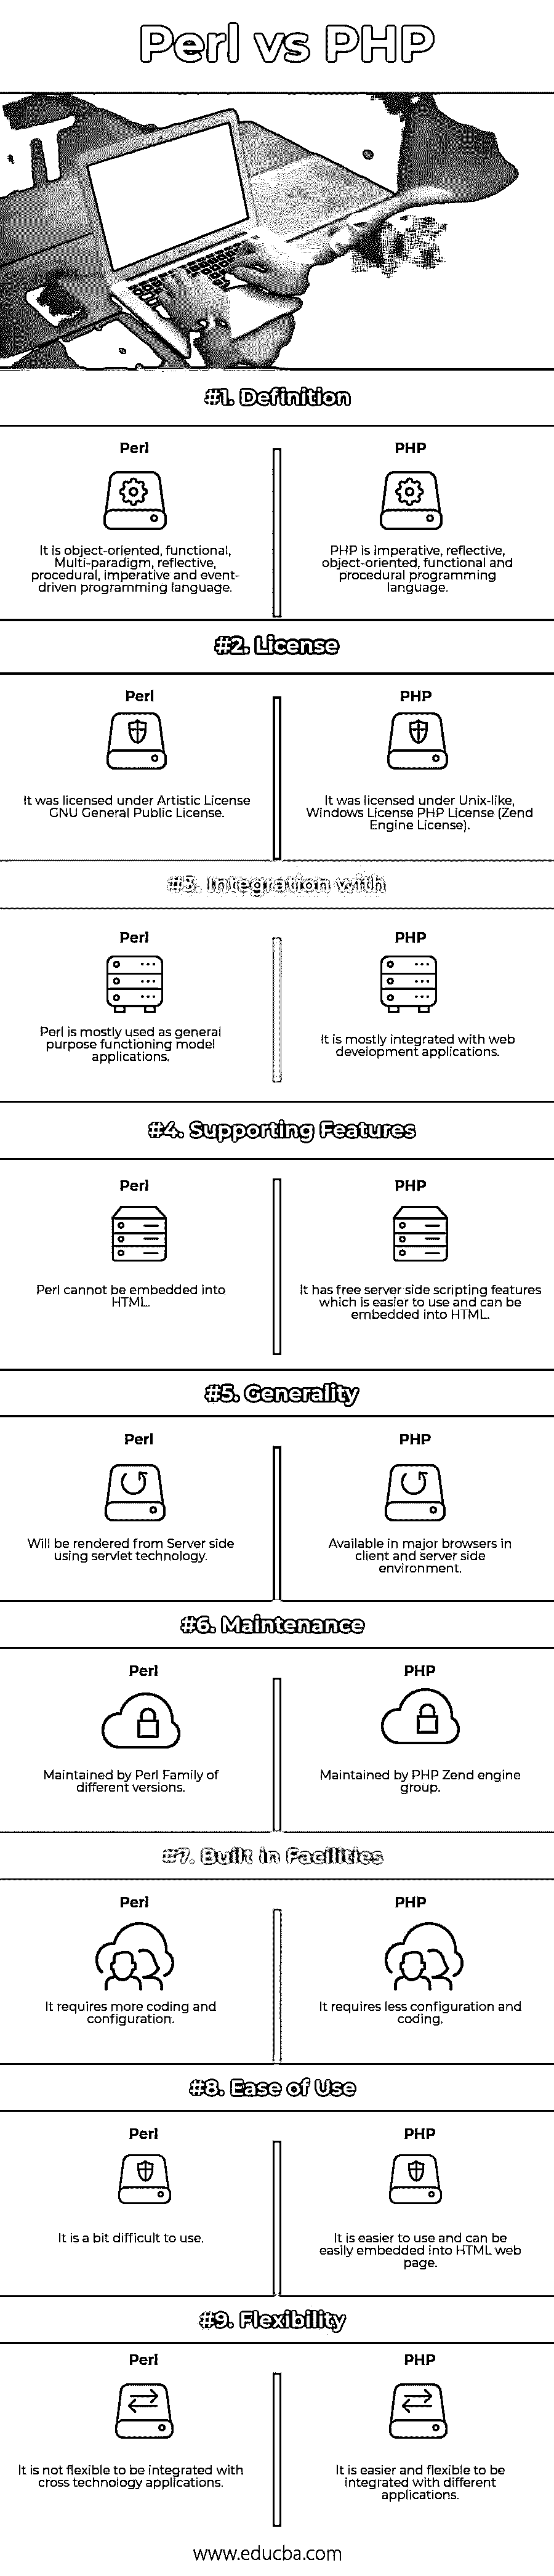 Perl vs PHP
#1. Definition
Perl
PHP
It is object-oriented, functional,
Multi-paradigm, reflective,
procedural, imperative and event-
driven programming language.
PHP is imperative, reflective,
object-oriented, functional and
procedural programming
language.
#2. License
Perl
PHP
It was licensed under Artistic License
GNU General Public License.
It was licensed under Unix-like,
Windows License PHP License (Zend
Engine License).
#3. Integration with
Perl
PHP
Perl is mostly used as general
purpose functioning model
applications.
It is mostly integrated with web
development applications.
#4. Supporting Features
Perl
PHP
Perl cannot be embedded into
HTML.
It has free server side scripting features
which is easier to use and can be
embedded into HTML.
#5. Generality
Perl
PHP
Will be rendered from Server side
using servlet technology.
Available in major browsers in
client and server side
environment.
#6. Maintenance
Perl
PHP
Maintained by Perl Family of
different versions.
Maintained by PHP Zend engine
group.
#7. Built in Facilities
Perl
PHP
It requires more coding and
configuration.
It requires less configuration and
coding.
#8. Ease of Use
Perl
PHP
It is a bit difficult to use.
It is easier to use and can be
easily embedded into HTML web
page.
#9. Flexibility
Perl
PHP
It is not flexible to be integrated with
cross technology applications.
It is easier and flexible to be
integrated with different
applications.
www.educba.com